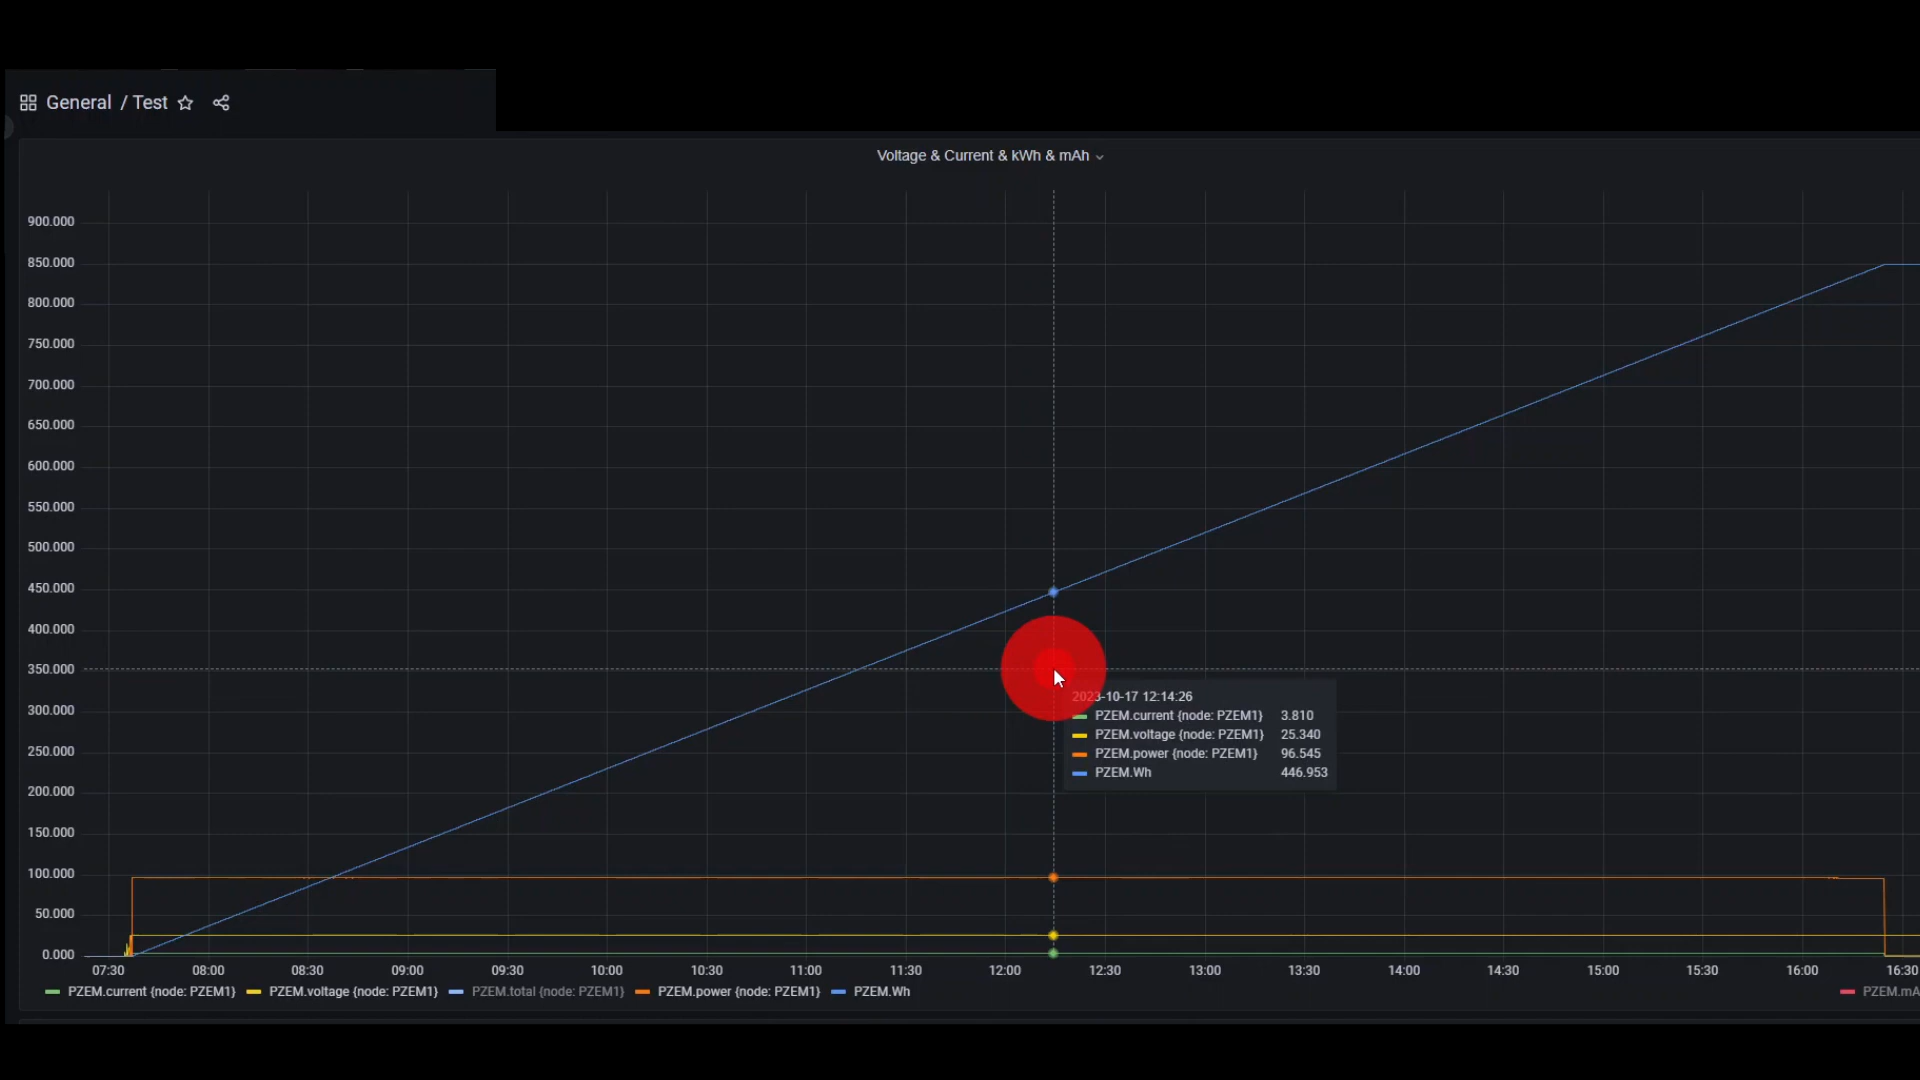 General / Test
Voltage & Current & kWh & mAh
900.000
850.000
800.000
750.000
700.000
650.000
600.000
550.000
500.000
450.000
400.000
350.000
300.000
250.000
200.000
150.000
100.000
50.000
0.000
2023-10-17 12:14:26
PZEM.current {node: PZEM1} 3.810
PZEM.voltage {node: PZEM1} 25.340
PZEM.power {node: PZEM1} 96.545
PZEM.Wh 446.953
07:30 08:00 08:30 09:00 09:30 10:00 10:30 11:00 11:30 12:00 12:30 13:00 13:30 14:00 14:30 15:00 15:30 16:00 16:30
PZEM.current {node: PZEM1} PZEM.voltage {node: PZEM1} PZEM.total {node: PZEM1} PZEM.power {node: PZEM1} PZEM.Wh PZEM.mA